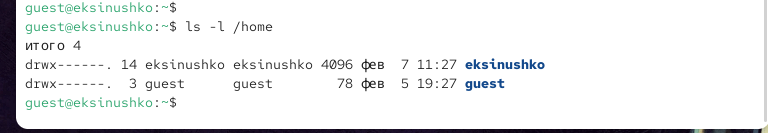 guest@eksinushko:~$
guest@eksinushko:~$ ls -l /home
итого 4
drwx------. 14 eksinushko eksinushko 4096 фев  7 11:27 eksinushko
drwx------.  3 guest      guest        78 фев  5 19:27 guest
guest@eksinushko:~$